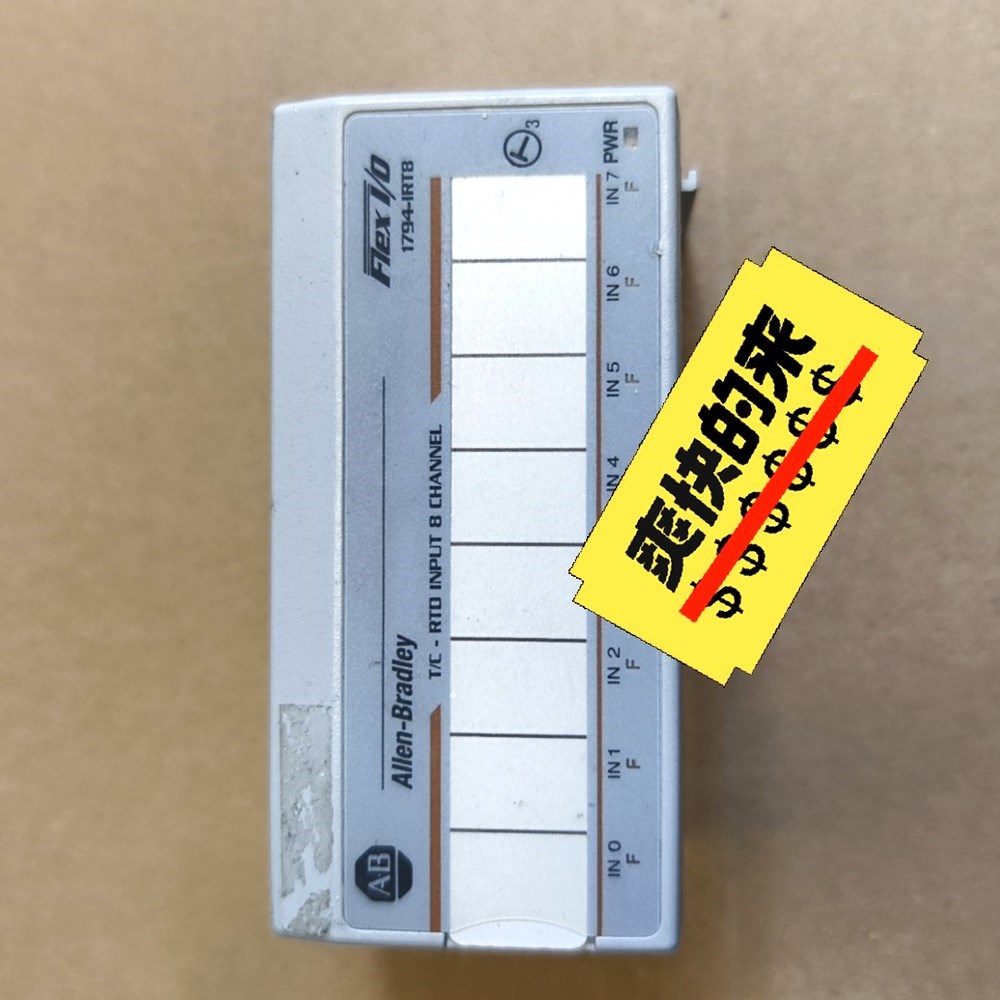 Allen-Bradley
Flex I/O
1794-IRT8
T/C - RTD INPUT 8 CHANNEL
AB
3
IN 0
F
IN 1
F
IN 2
F
IN 4
IN 5
F
IN 6
F
IN 7
F
PWR
爽快的来